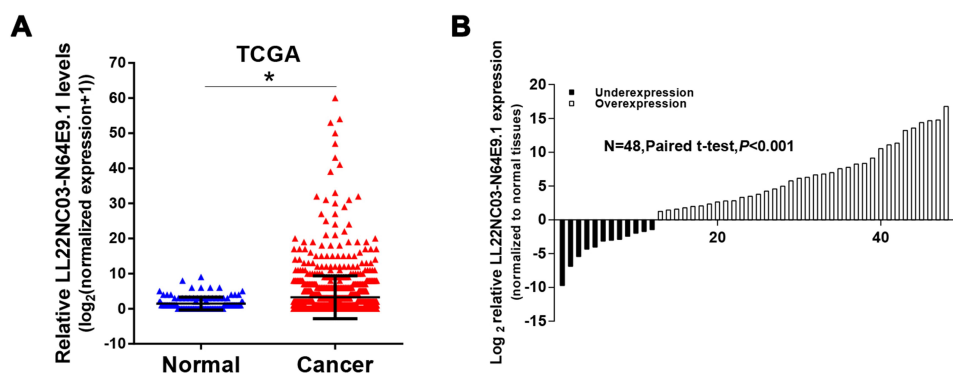 A
TCGA
*
Relative LL22NC03-N64E9.1 levels
(log2(normalized expression+1))
70
60
50
40
30
20
10
0
-10
Normal
Cancer
B
Log 2 relative LL22NC03-N64E9.1 expression
(normalized to normal tissues)
20
15
10
5
0
-5
-10
-15
Underexpression
Overexpression
N=48,Paired t-test,P<0.001
20
40